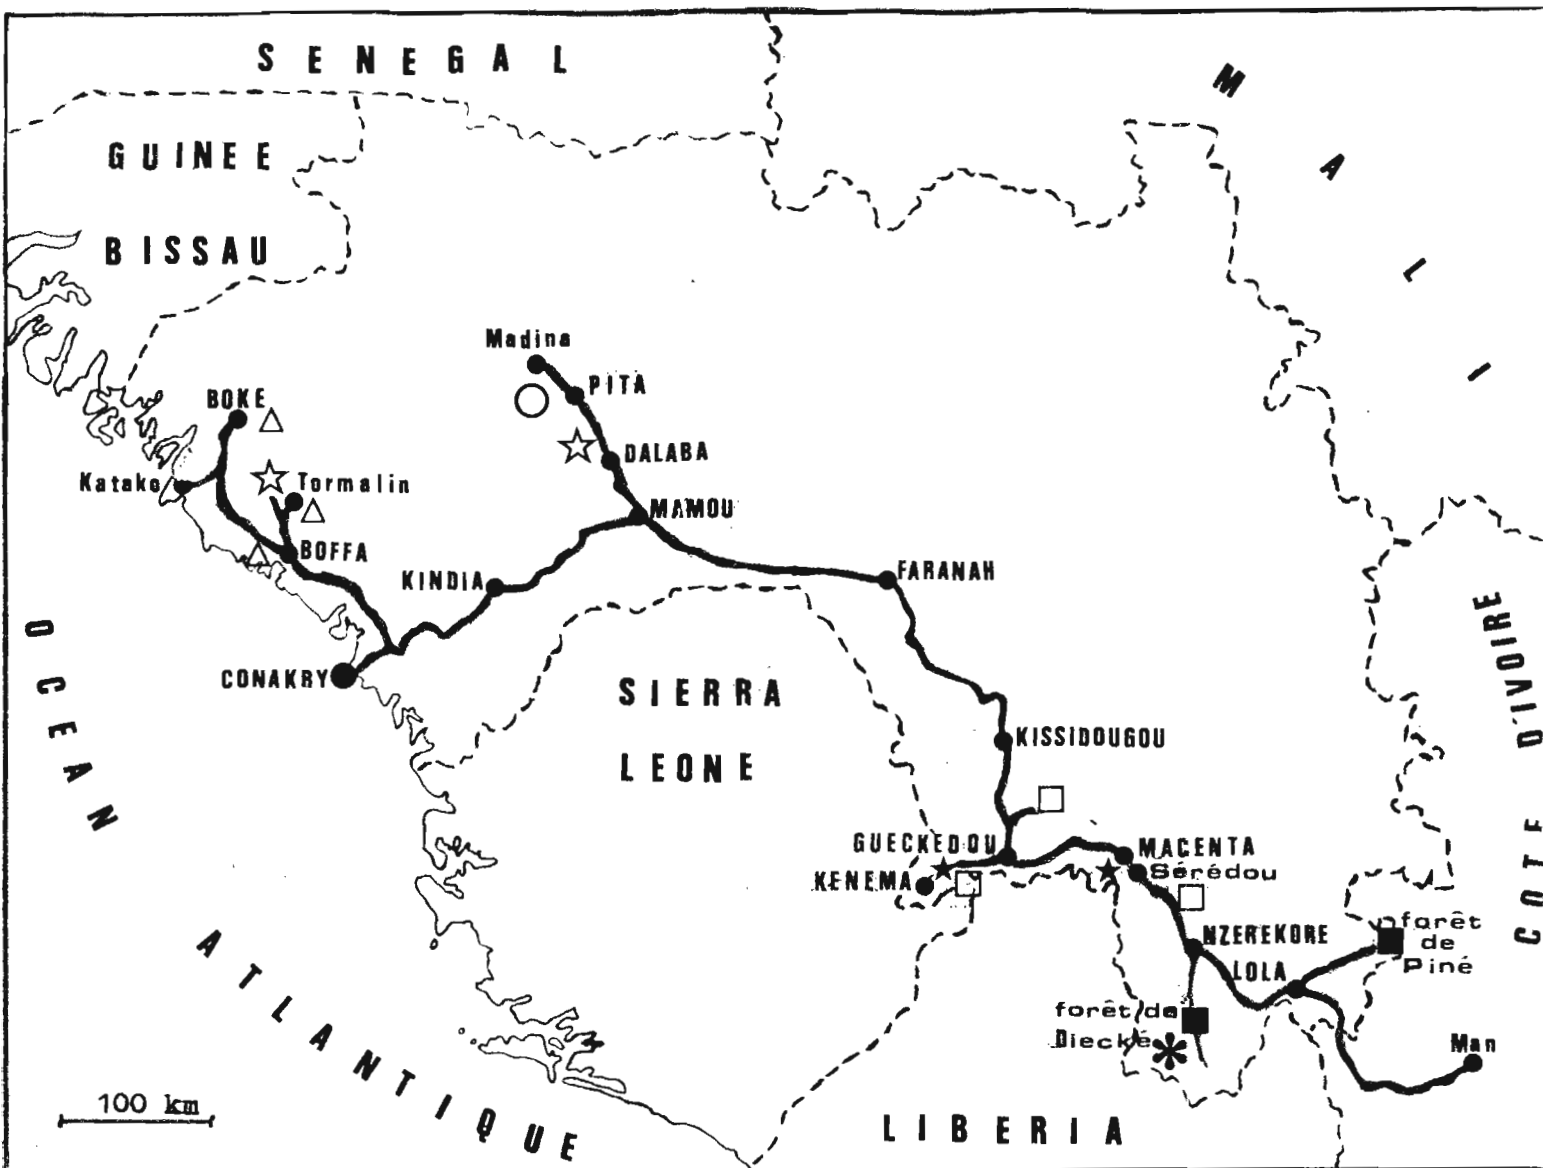 SENEGAL
MALI
GUINEE
BISSAU
Madina
PITA
BOKE
DALABA
Katako
Tormalin
MAMOU
BOFFA
KINDIA
FARANAH
CONAKRY
SIERRA
LEONE
KISSIDOUGOU
GUECKEDOU
MACENTA
Sérédou
KENEMA
NZEREKORE
LOLA
forêt
de
Piné
forêt de
Diecké
Man
COTE D'IVOIRE
OCEAN ATLANTIQUE
LIBERIA
100 km